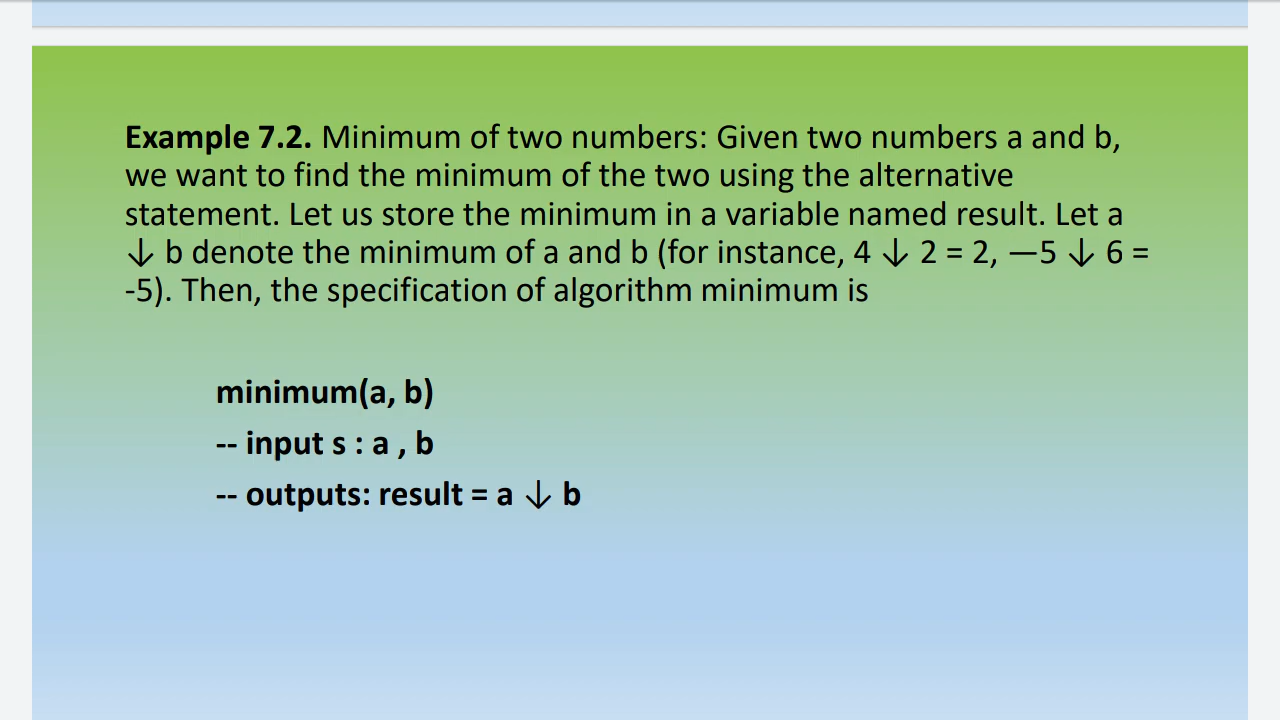 Example 7.2. Minimum of two numbers: Given two numbers a and b,
we want to find the minimum of the two using the alternative
statement. Let us store the minimum in a variable named result. Let a
↓ b denote the minimum of a and b (for instance, 4 ↓ 2 = 2, —5 ↓ 6 =
-5). Then, the specification of algorithm minimum is
minimum(a, b)
-- input s : a , b
-- outputs: result = a ↓ b